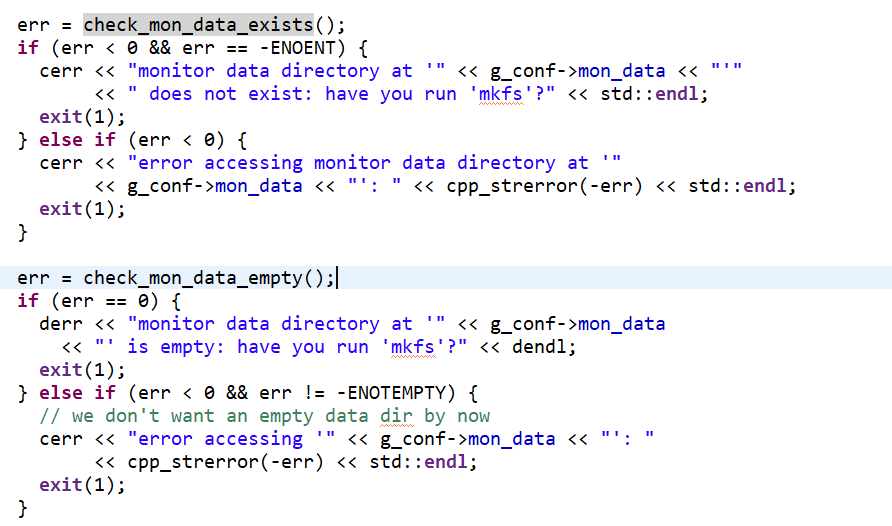 err = check_mon_data_exists();
if (err < 0 && err == -ENOENT) {
  cerr << "monitor data directory at '" << g_conf->mon_data << "'"
       << " does not exist: have you run 'mkfs'?" << std::endl;
  exit(1);
} else if (err < 0) {
  cerr << "error accessing monitor data directory at '"
       << g_conf->mon_data << "': " << cpp_strerror(-err) << std::endl;
  exit(1);
}

err = check_mon_data_empty();
if (err == 0) {
  derr << "monitor data directory at '" << g_conf->mon_data
    << "' is empty: have you run 'mkfs'?" << dendl;
  exit(1);
} else if (err < 0 && err != -ENOTEMPTY) {
  // we don't want an empty data dir by now
  cerr << "error accessing '" << g_conf->mon_data << "': "
       << cpp_strerror(-err) << std::endl;
  exit(1);
}